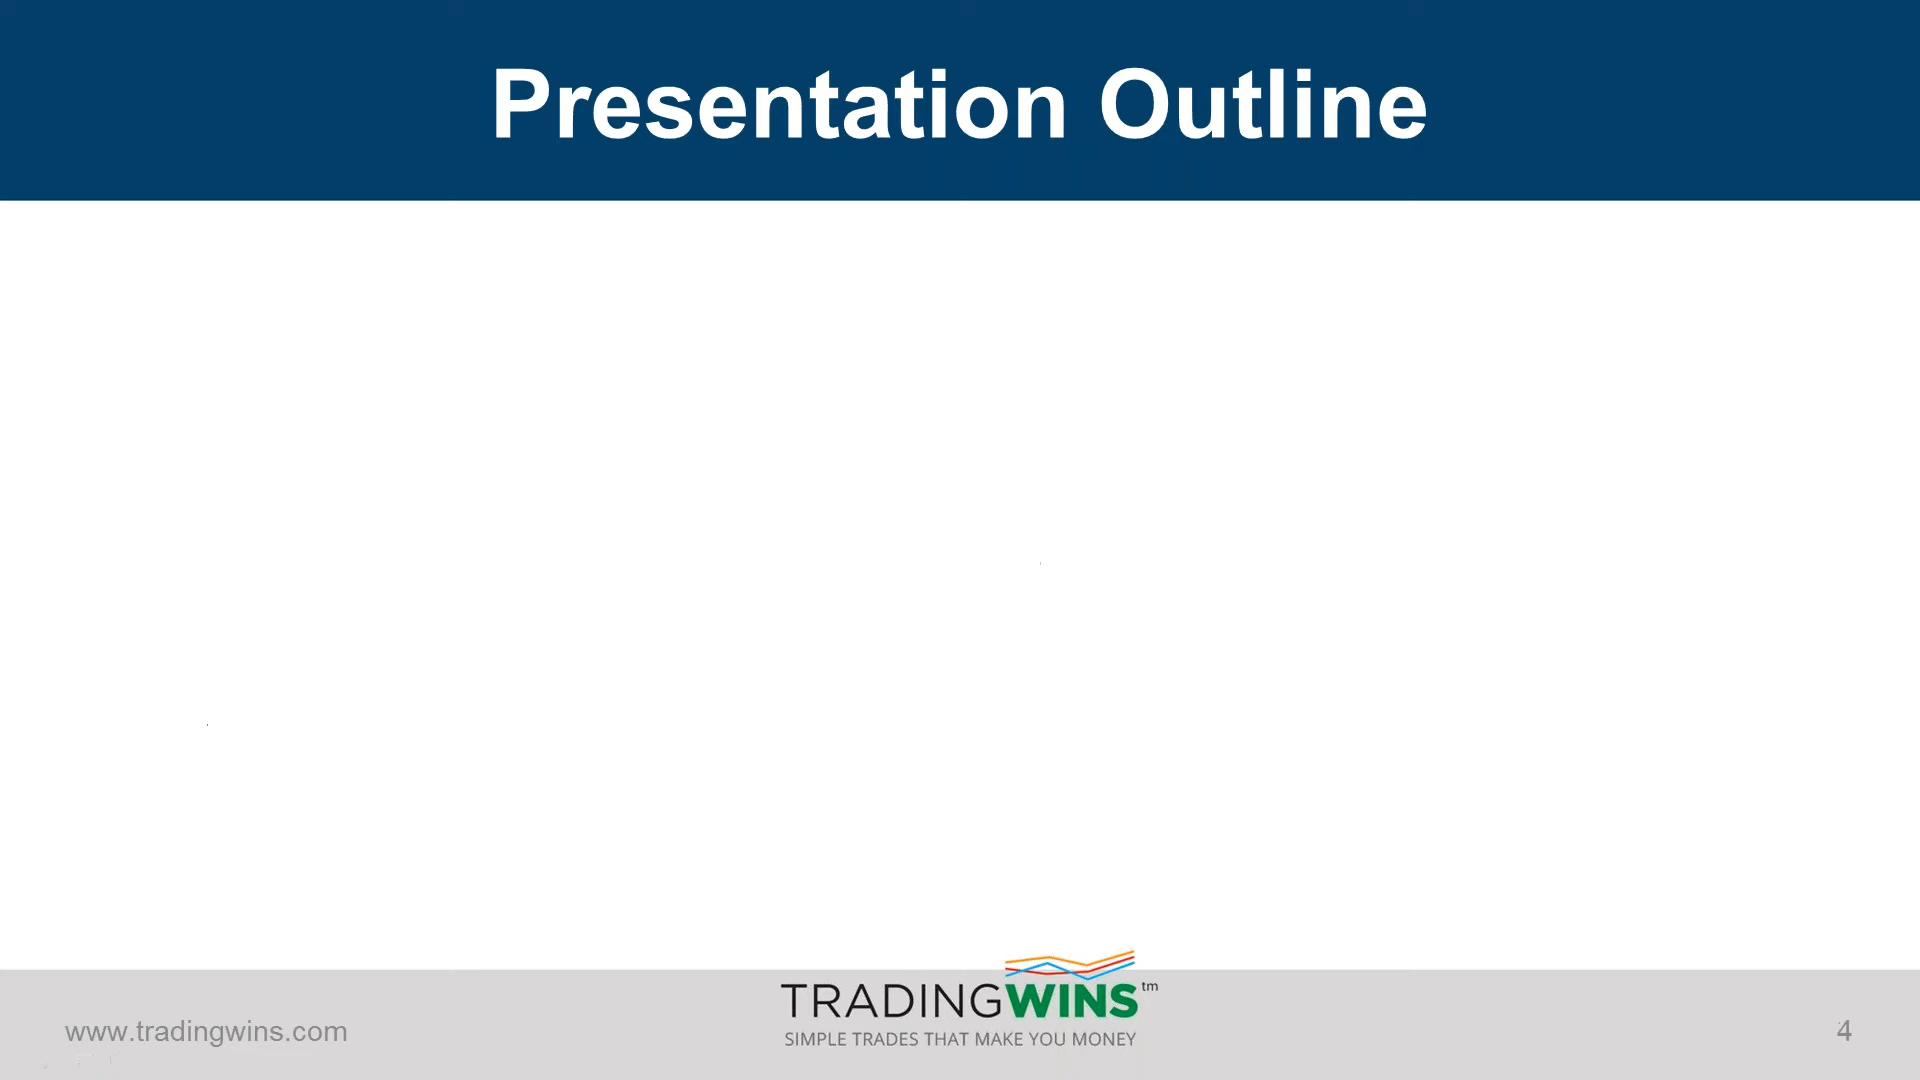 Presentation Outline
TRADINGWINS tm
SIMPLE TRADES THAT MAKE YOU MONEY
www.tradingwins.com
4